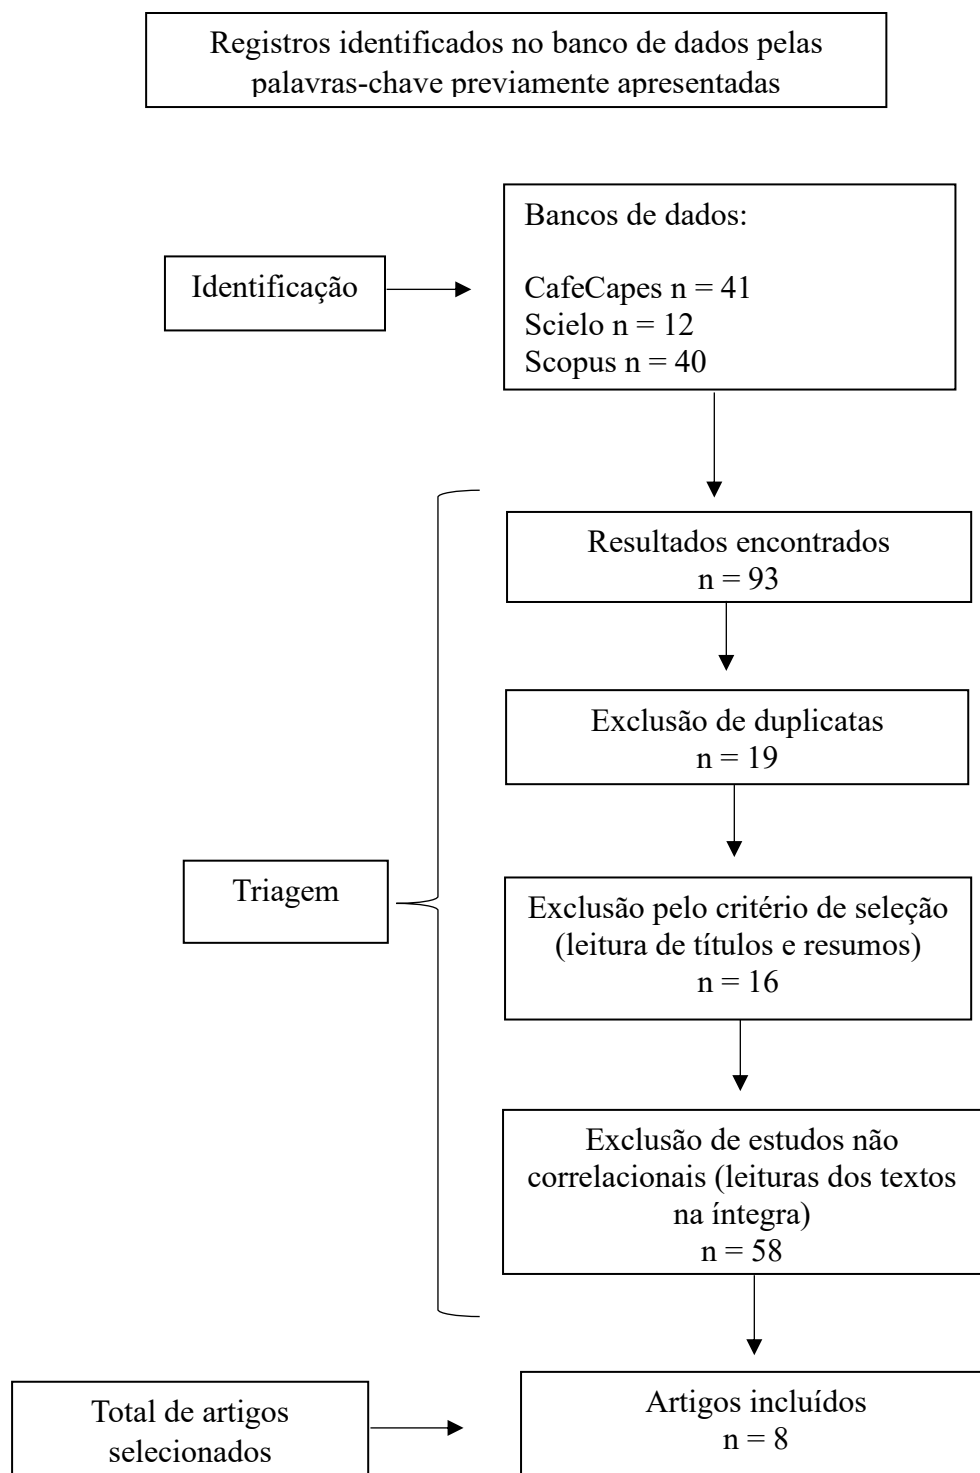 Registros identificados no banco de dados pelas
palavras-chave previamente apresentadas
Bancos de dados:
Identificação
CafeCapes n = 41
Scielo n = 12
Scopus n = 40
Resultados encontrados
n = 93
Exclusão de duplicatas
n = 19
Triagem
Exclusão pelo critério de seleção
(leitura de títulos e resumos)
n = 16
Exclusão de estudos não
correlacionais (leituras dos textos
na íntegra)
n = 58
Total de artigos
selecionados
Artigos incluídos
n = 8